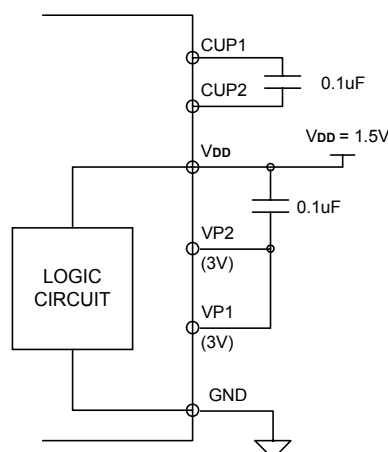 CUP1
0.1uF
CUP2
VDD
VDD = 1.5V
0.1uF
VP2
(3V)
LOGIC
CIRCUIT
VP1
(3V)
GND